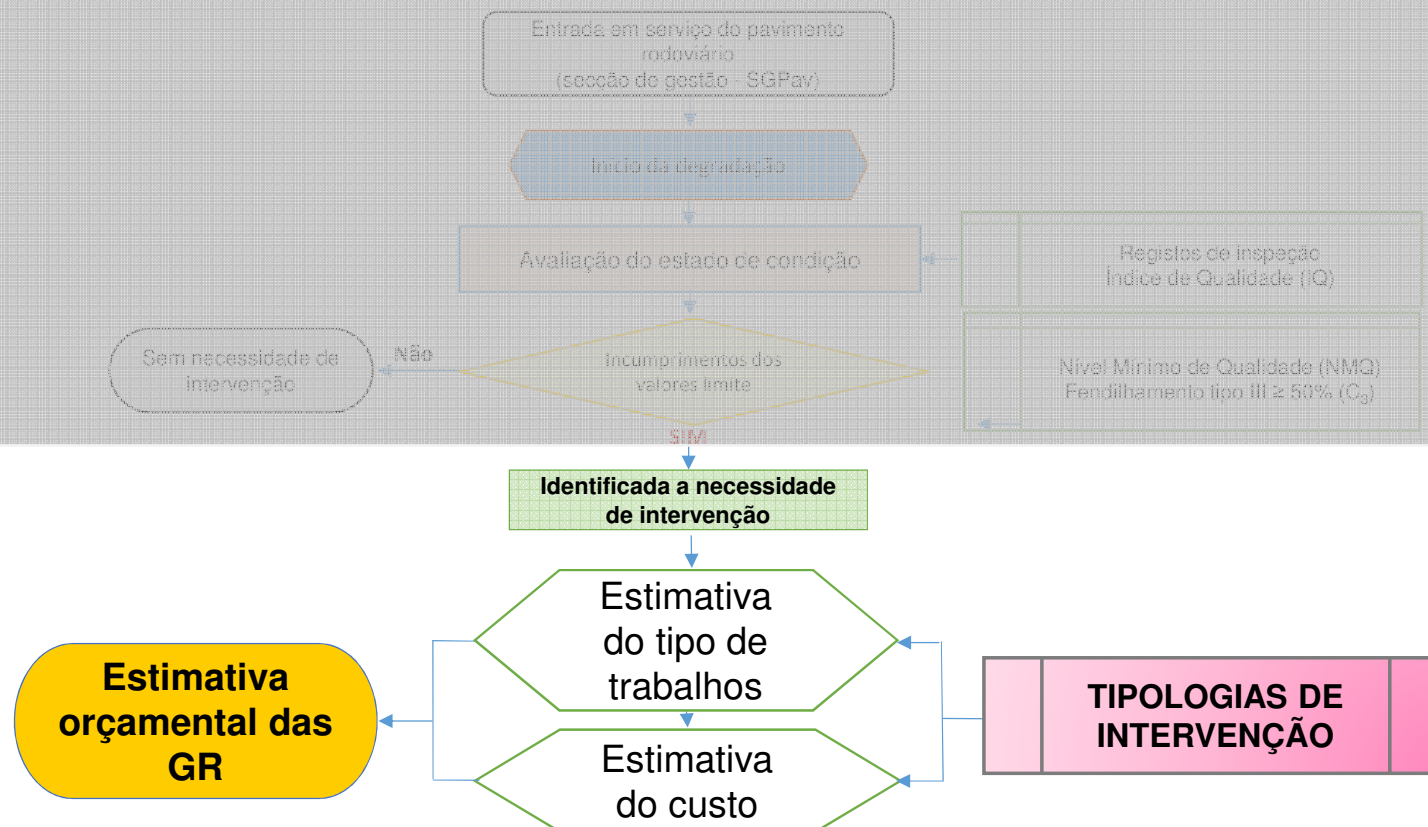 Entrada em serviço do pavimento
rodoviário
(secção de gestão - SGPav)
Início da degradação
Avaliação do estado de condição
Registos de inspeção
Índice de Qualidade (IQ)
Sem necessidade de
intervenção
Não
Incumprimentos dos
valores limite
Nível Mínimo de Qualidade (NMQ)
Fendilhamento tipo III ≥ 50% (C₃)
SIM
Identificada a necessidade
de intervenção
Estimativa
do tipo de
trabalhos
Estimativa
orçamental das
GR
TIPOLOGIAS DE
INTERVENÇÃO
Estimativa
do custo